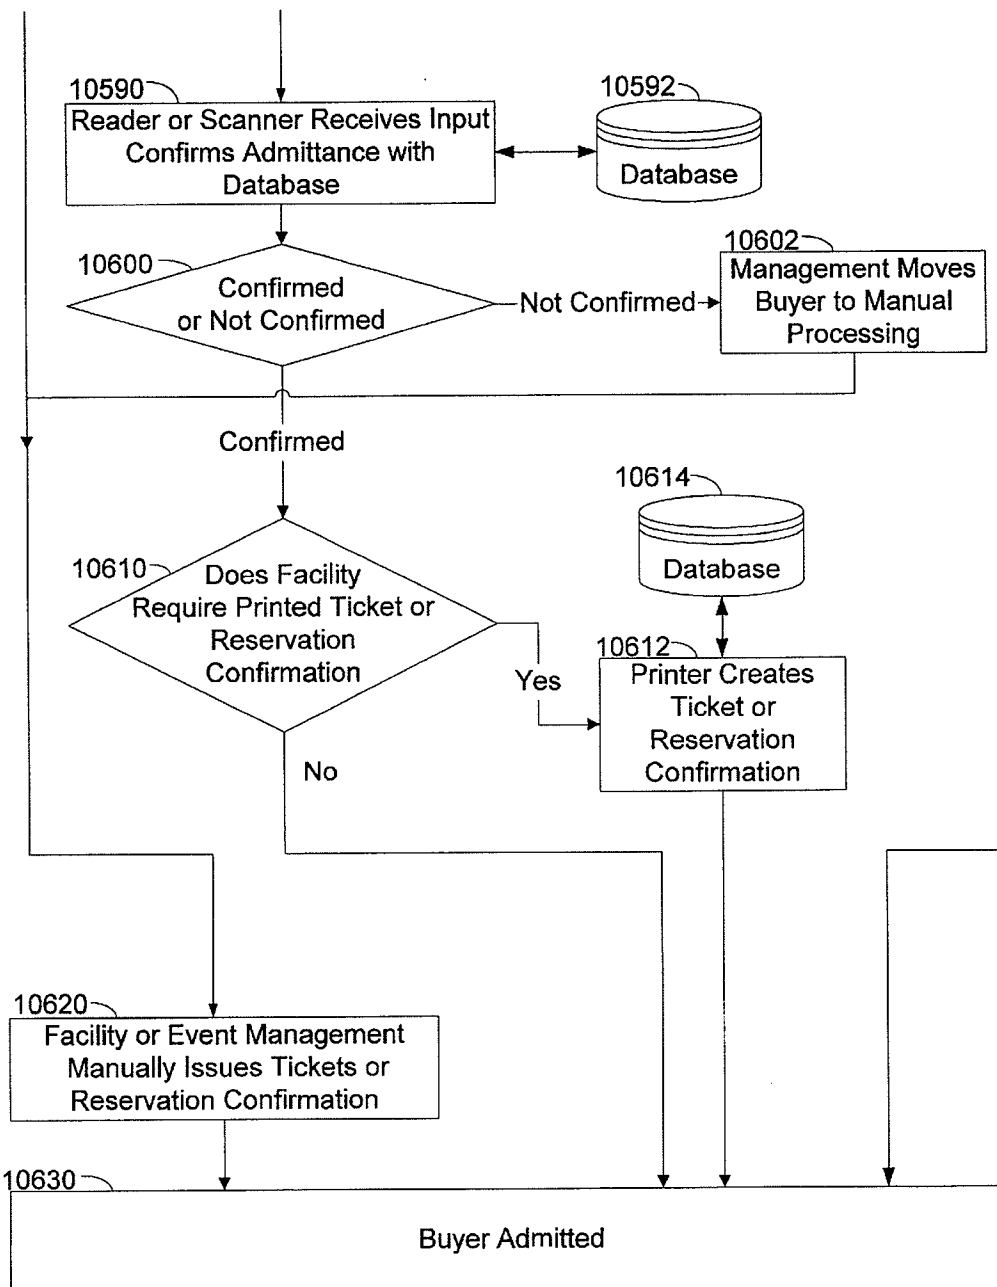 10590
Reader or Scanner Receives Input
Confirms Admittance with
Database
10592
Database
10600
Confirmed
or Not Confirmed
Not Confirmed
10602
Management Moves
Buyer to Manual
Processing
Confirmed
10610
Does Facility
Require Printed Ticket or
Reservation
Confirmation
Yes
No
10614
Database
10612
Printer Creates
Ticket or
Reservation
Confirmation
10620
Facility or Event Management
Manually Issues Tickets or
Reservation Confirmation
10630
Buyer Admitted